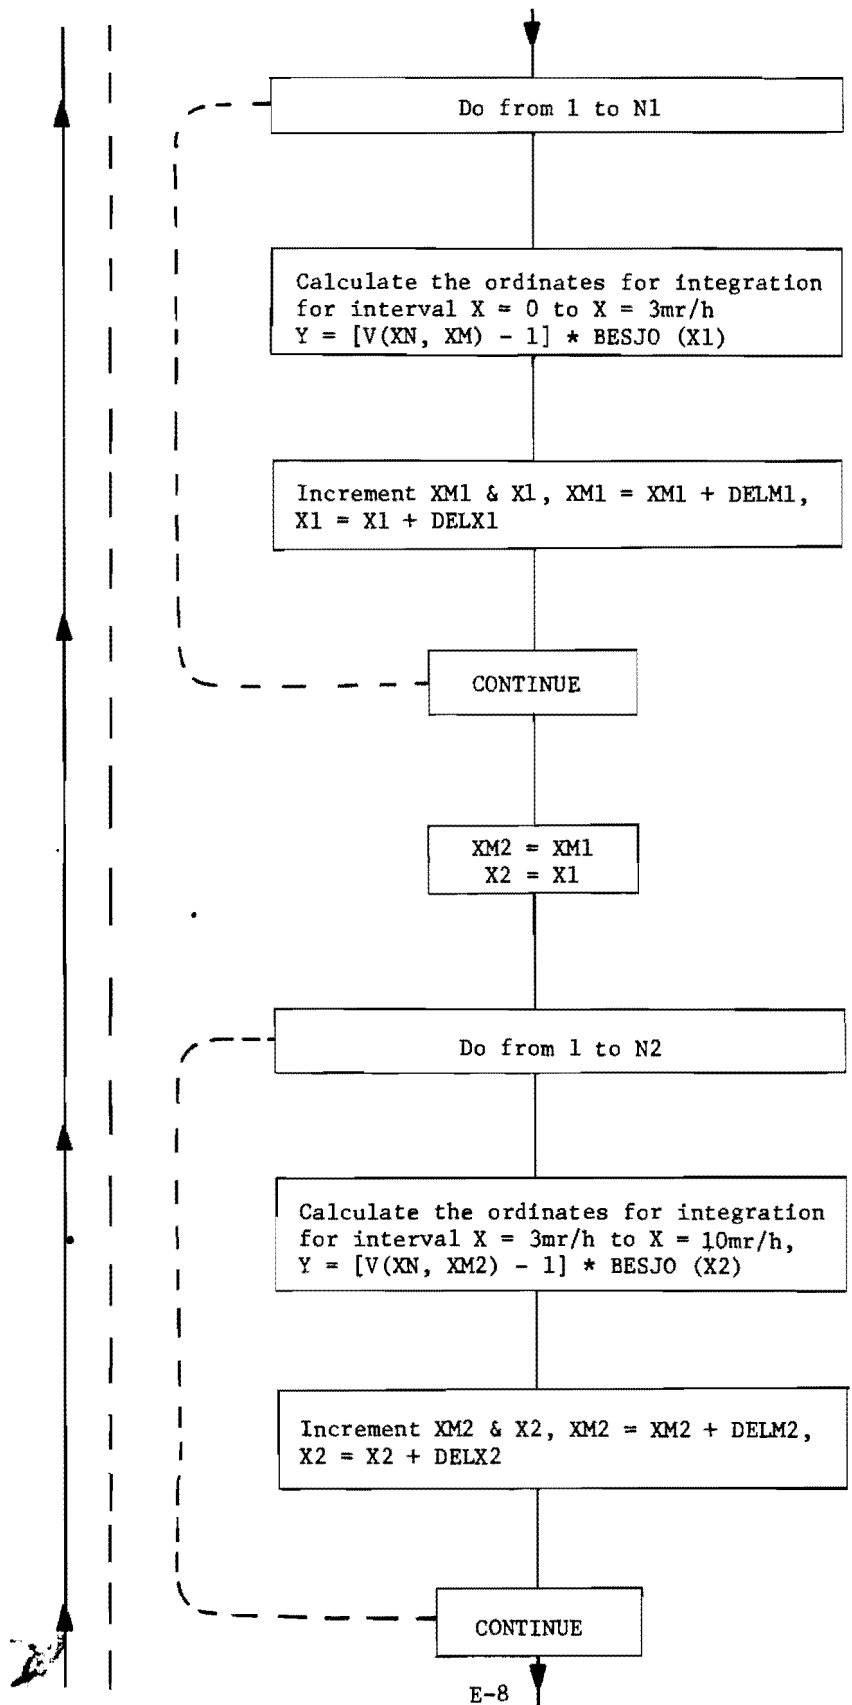 Do from 1 to N1
Calculate the ordinates for integration
for interval X = 0 to X = 3mr/h
Y = [V(XN, XM) - 1] * BESJO (X1)
Increment XM1 & X1, XM1 = XM1 + DELM1,
X1 = X1 + DELX1
CONTINUE
XM2 = XM1
X2 = X1
Do from 1 to N2
Calculate the ordinates for integration
for interval X = 3mr/h to X = 10mr/h,
Y = [V(XN, XM2) - 1] * BESJO (X2)
Increment XM2 & X2, XM2 = XM2 + DELM2,
X2 = X2 + DELX2
CONTINUE
E-8